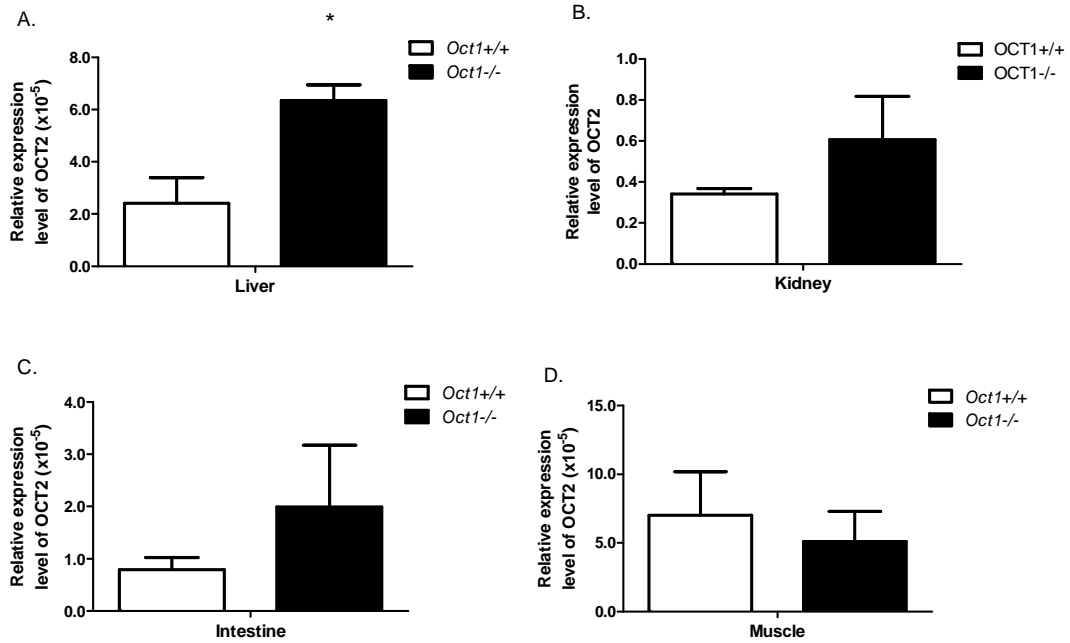 A.
*
Oct1+/+
Oct1-/-
Relative expression
level of OCT2 (x10-5)
8.0
6.0
4.0
2.0
0.0
Liver
B.
OCT1+/+
OCT1-/-
Relative expression
level of OCT2
1.0
0.8
0.6
0.4
0.2
0.0
Kidney
C.
Oct1+/+
Oct1-/-
Relative expression
level of OCT2 (x10-5)
4.0
3.0
2.0
1.0
0.0
Intestine
D.
Oct1+/+
Oct1-/-
Relative expression
level of OCT2 (x10-5)
15.0
10.0
5.0
0.0
Muscle